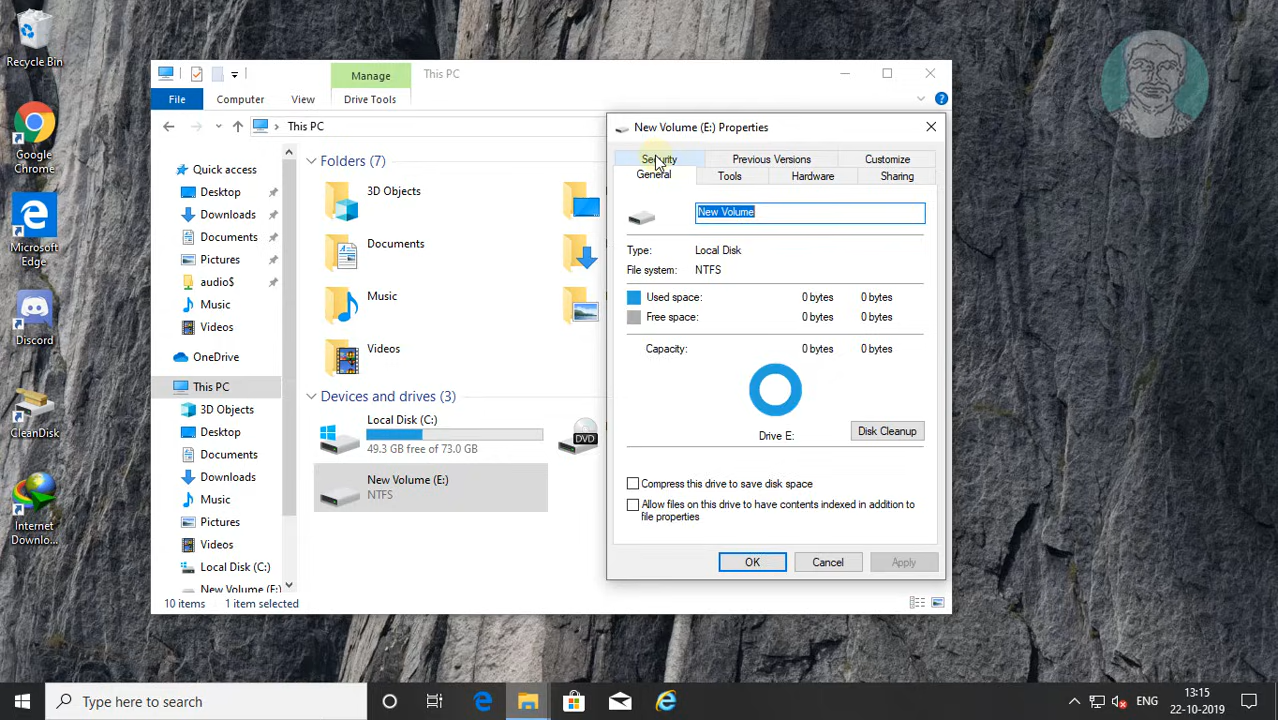 Recycle Bin
Google
Chrome
Microsoft
Edge
Discord
CleanDisk
Internet
Downlo...
Manage
This PC
File
Computer
View
Drive Tools
This PC
Quick access
Desktop
Downloads
Documents
Pictures
audio$
Music
Videos
OneDrive
This PC
3D Objects
Desktop
Documents
Downloads
Music
Pictures
Videos
Local Disk (C:)
New Volume (E:)
Folders (7)
3D Objects
Documents
Music
Videos
Devices and drives (3)
Local Disk (C:)
49.3 GB free of 73.0 GB
DVD
New Volume (E:)
NTFS
10 items
1 item selected
New Volume (E:) Properties
Security
Previous Versions
Customize
General
Tools
Hardware
Sharing
New Volume
Type: Local Disk
File system: NTFS
Used space: 0 bytes 0 bytes
Free space: 0 bytes 0 bytes
Capacity: 0 bytes 0 bytes
Drive E:
Disk Cleanup
Compress this drive to save disk space
Allow files on this drive to have contents indexed in addition to
file properties
OK
Cancel
Apply
Type here to search
ENG
13:15
22-10-2019